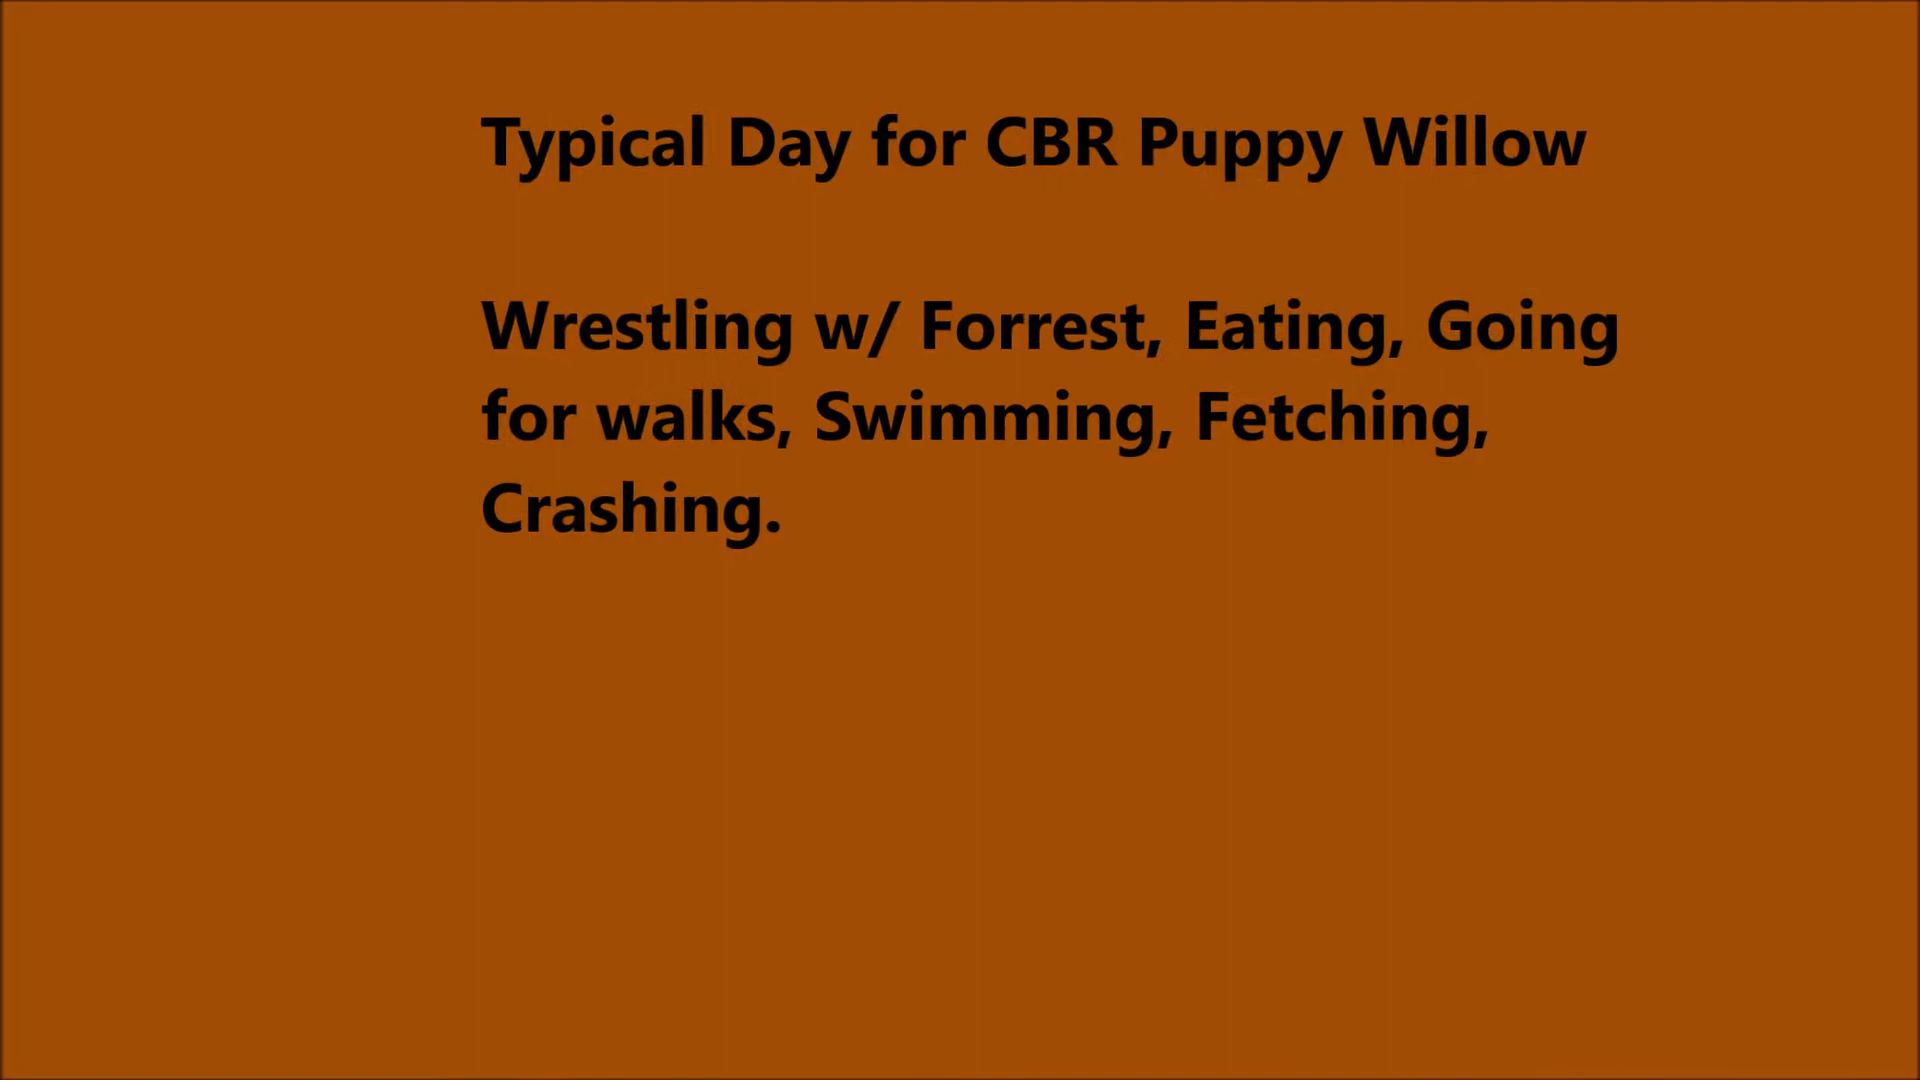 Typical Day for CBR Puppy Willow
Wrestling w/ Forrest, Eating, Going
for walks, Swimming, Fetching,
Crashing.